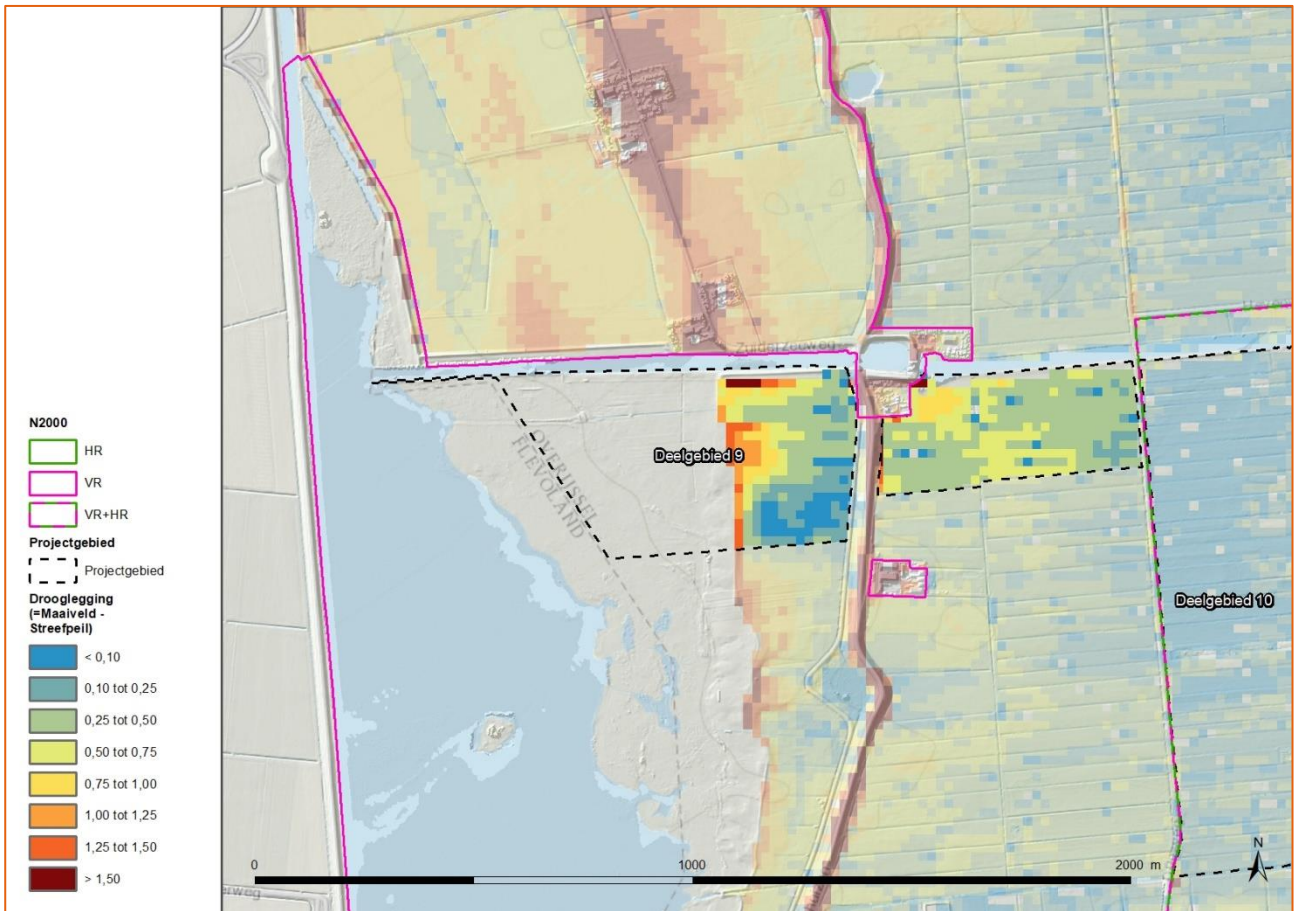 N2000
HR
VR
VR+HR
Projectgebied
Projectgebied
Drooglegging
(=Maaiveld -
Streefpeil)
< 0,10
0,10 tot 0,25
0,25 tot 0,50
0,50 tot 0,75
0,75 tot 1,00
1,00 tot 1,25
1,25 tot 1,50
> 1,50
Zuiderzeeweg
OVERIJSSEL
FLEVOLAND
Deelgebied 9
Deelgebied 10
0
1000
2000 m
N